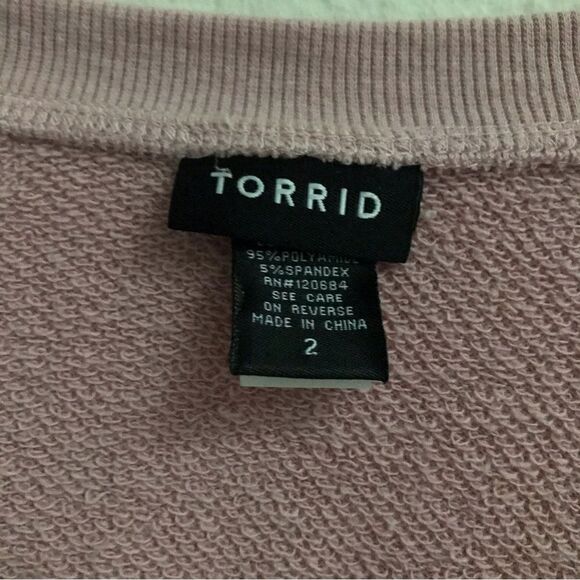 TORRID
95%POLYAMIDE
5%SPANDEX
RN#120684
SEE CARE
ON REVERSE
MADE IN CHINA
2